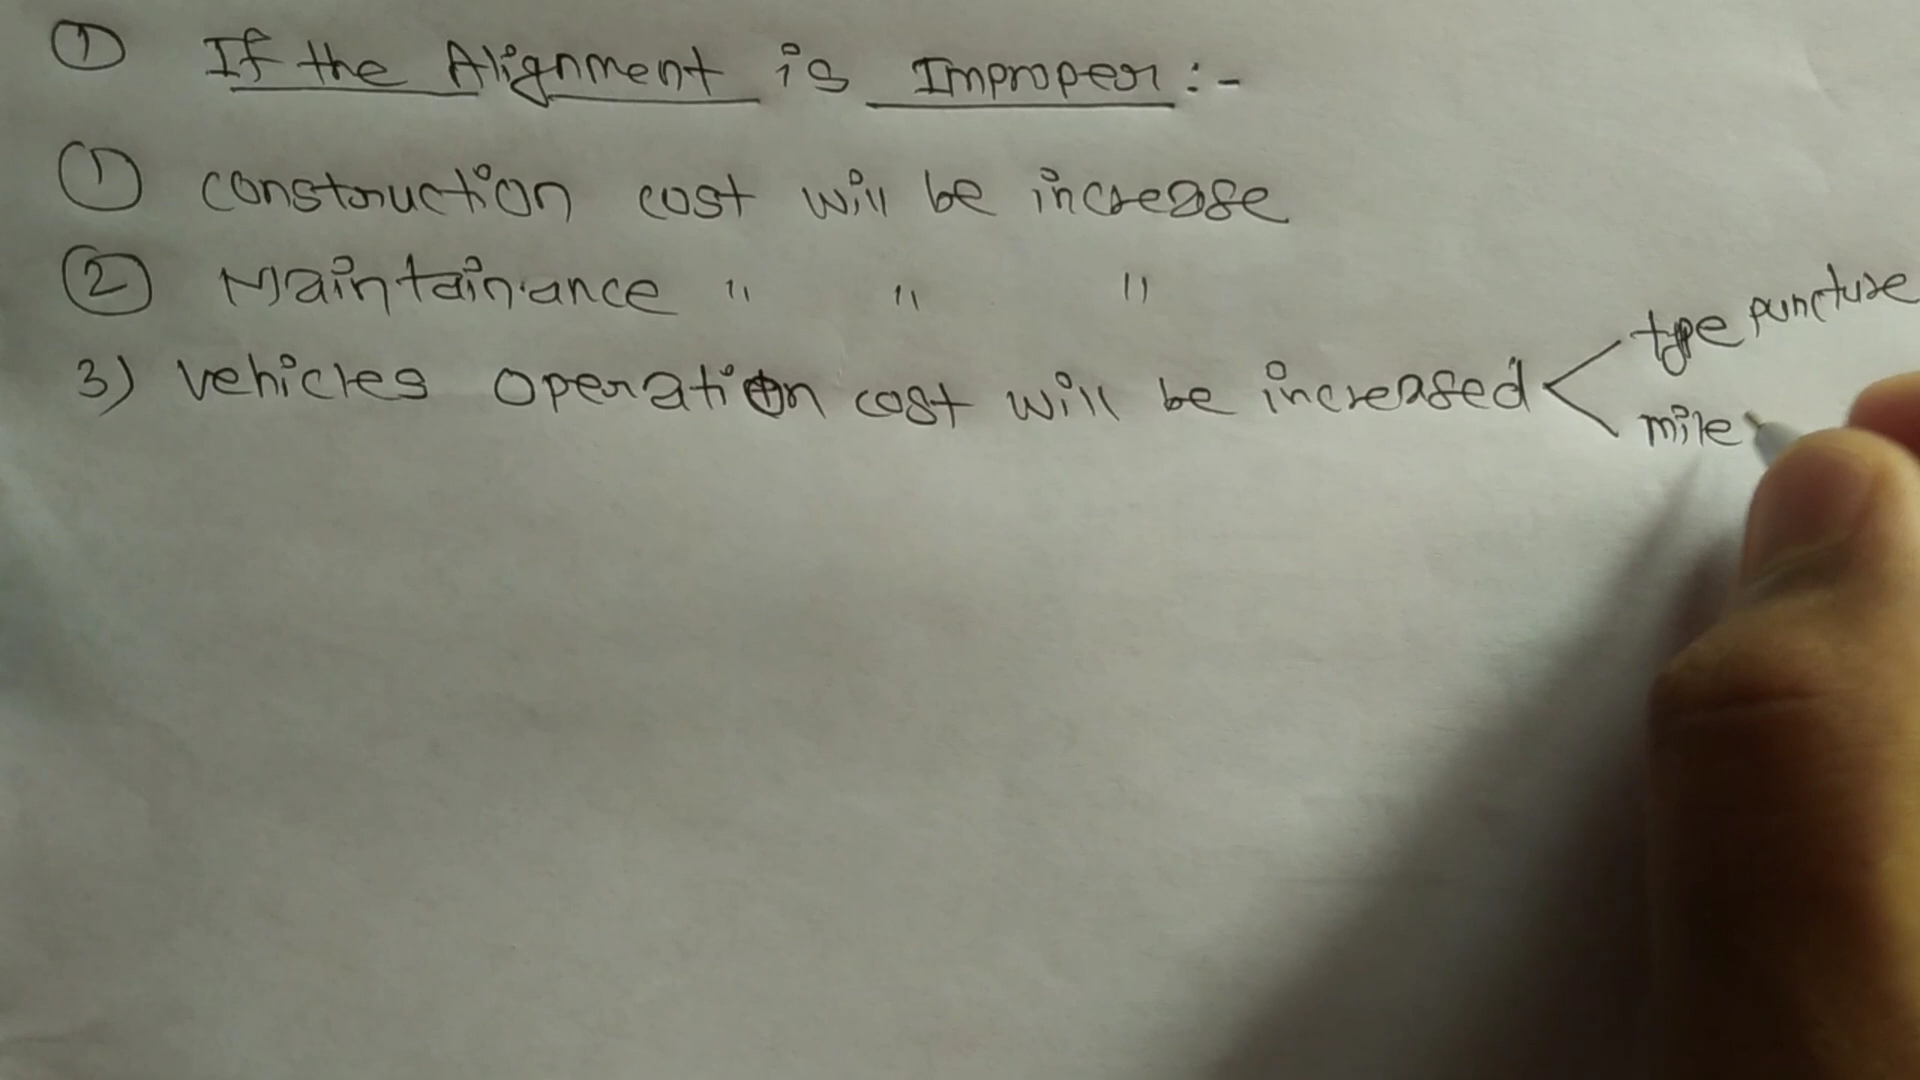 ① If the Alignment is Improper :-
① construction cost will be increase
② Maintainance " " "
3) Vehicles operation cost will be increased < tyre puncture
mile